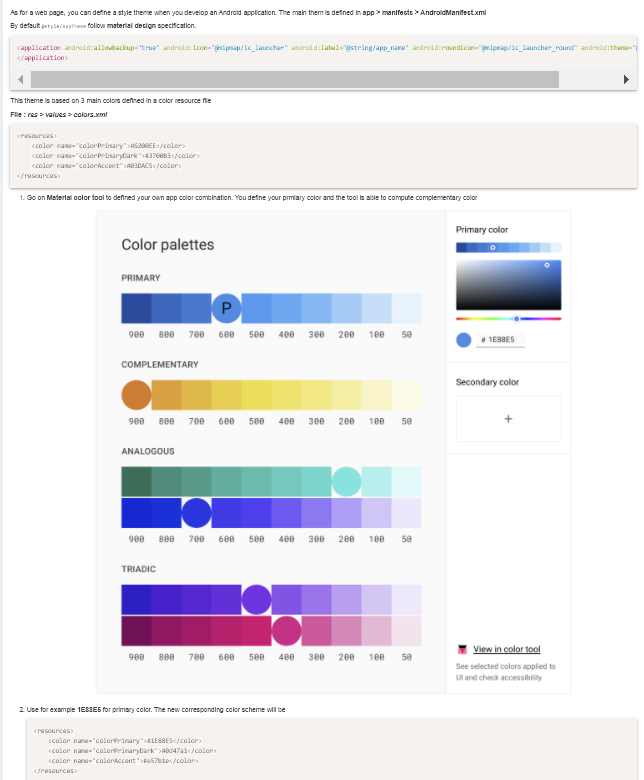 As for a web page, you can define a style theme when you develop an Android application. The main them is defined in app > manifests > AndroidManifest.xml
By default @style/AppTheme follow material design specification.
<application android:allowbackup="true" android:icon="@mipmap/ic_launcher" android:label="@string/app_name" android:roundicon="@mipmap/ic_launcher_round" android:theme="
</application>
This theme is based on 3 main colors defined in a color resource file
File : res > values > colors.xml
<resources>
<color name="colorPrimary">#6200EE</color>
<color name="colorPrimaryDark">#3700B3</color>
<color name="colorAccent">#03DAC5</color>
</resources>
1. Go on Material color tool to defined your own app color combination. You define your prmiary color and the tool is able to compute complementary color
Color palettes
PRIMARY
P
900 800 700 600 500 400 300 200 100 50
COMPLEMENTARY
900 800 700 600 500 400 300 200 100 50
ANALOGOUS
900 800 700 600 500 400 300 200 100 50
TRIADIC
900 800 700 600 500 400 300 200 100 50
Primary color
# 1E88E5
Secondary color
+
View in color tool
See selected colors applied to
UI and check accessibility
2. Use for example 1E88E5 for primary color. The new corresponding color scheme will be
<resources>
<color name="colorPrimary">#1E88E5</color>
<color name="colorPrimaryDark">#0d47a1</color>
<color name="colorAccent">#e57b1e</color>
</resources>